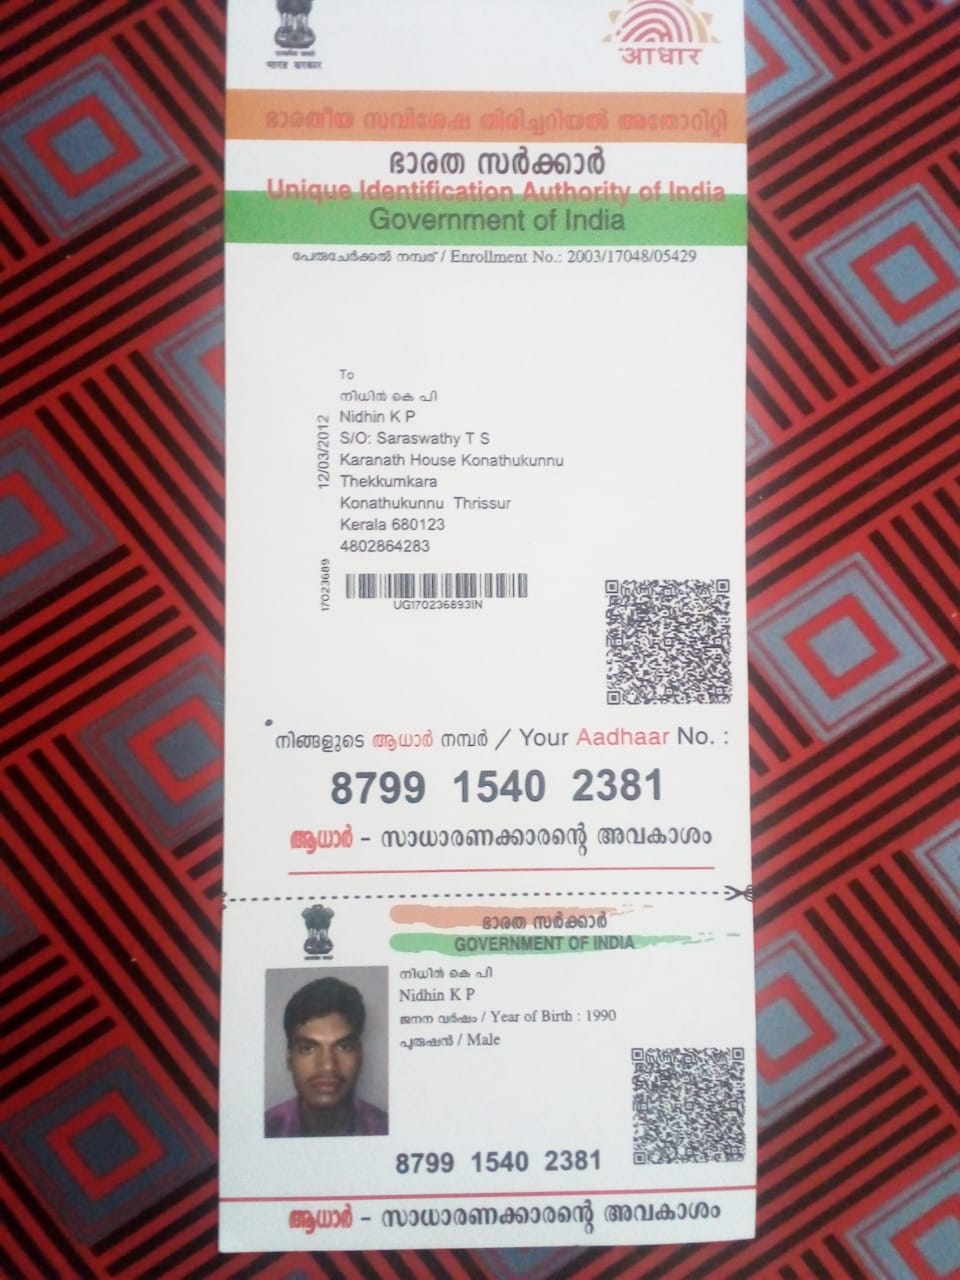 भारत सरकार
आधार
ഭാരതീയ സവിശേഷ തിരിച്ചറിയൽ അതോറിറ്റി
ഭാരത സർക്കാർ
Unique Identification Authority of India
Government of India
പേരുചേർക്കൽ നമ്പര് / Enrollment No.: 2003/17048/05429
To
നിധിൻ കെ പി
Nidhin K P
S/O: Saraswathy T S
Karanath House Konathukunnu
Thekkumkara
Konathukunnu Thrissur
Kerala 680123
4802864283
12/03/2012
17023689
UG170236893IN
നിങ്ങളുടെ ആധാർ നമ്പർ / Your Aadhaar No. :
8799 1540 2381
ആധാർ - സാധാരണക്കാരന്റെ അവകാശം
ഭാരത സർക്കാർ
GOVERNMENT OF INDIA
നിധിൻ കെ പി
Nidhin K P
ജനന വർഷം / Year of Birth : 1990
പുരുഷൻ / Male
8799 1540 2381
ആധാർ - സാധാരണക്കാരന്റെ അവകാശം